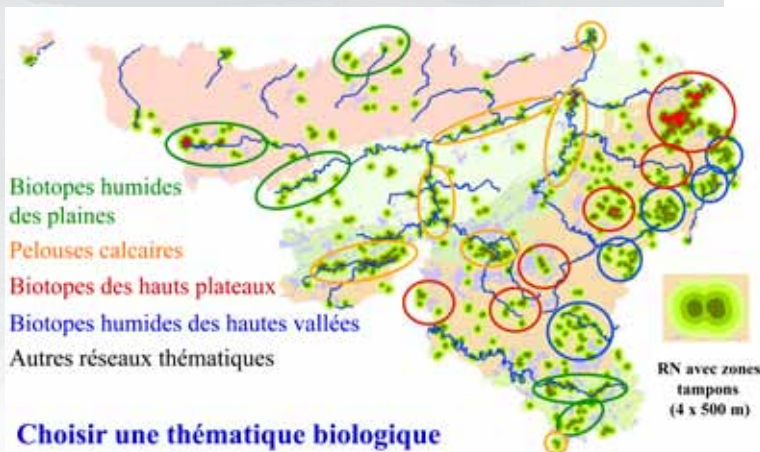 Biotopes humides
des plaines
Pelouses calcaires
Biotopes des hauts plateaux
Biotopes humides des hautes vallées
Autres réseaux thématiques
RN avec zones
tampons
(4 x 500 m)
Choisir une thématique biologique